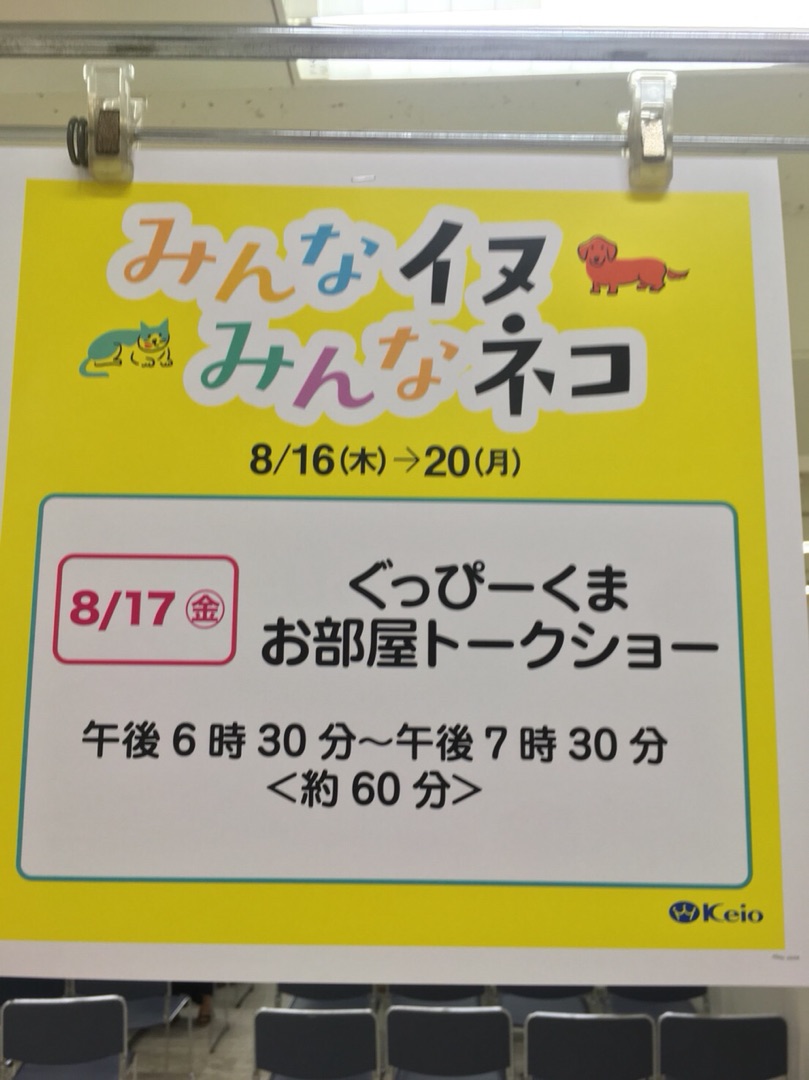 みんなイヌ
みんなネコ
8/16(木)→20(月)
8/17㊎
ぐっぴーくま
お部屋トークショー
午後6時30分～午後7時30分
<約60分>
Keio